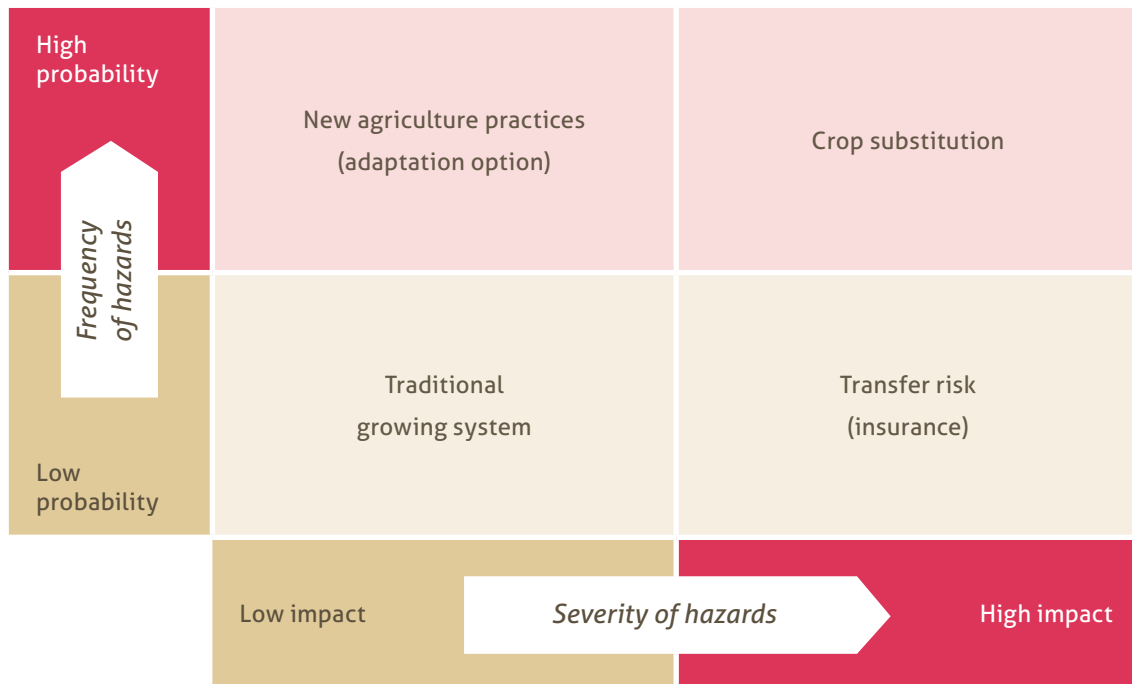 High
probability
New agriculture practices
(adaptation option)
Crop substitution
Frequency
of hazards
Traditional
growing system
Transfer risk
(insurance)
Low
probability
Low impact
Severity of hazards
High impact